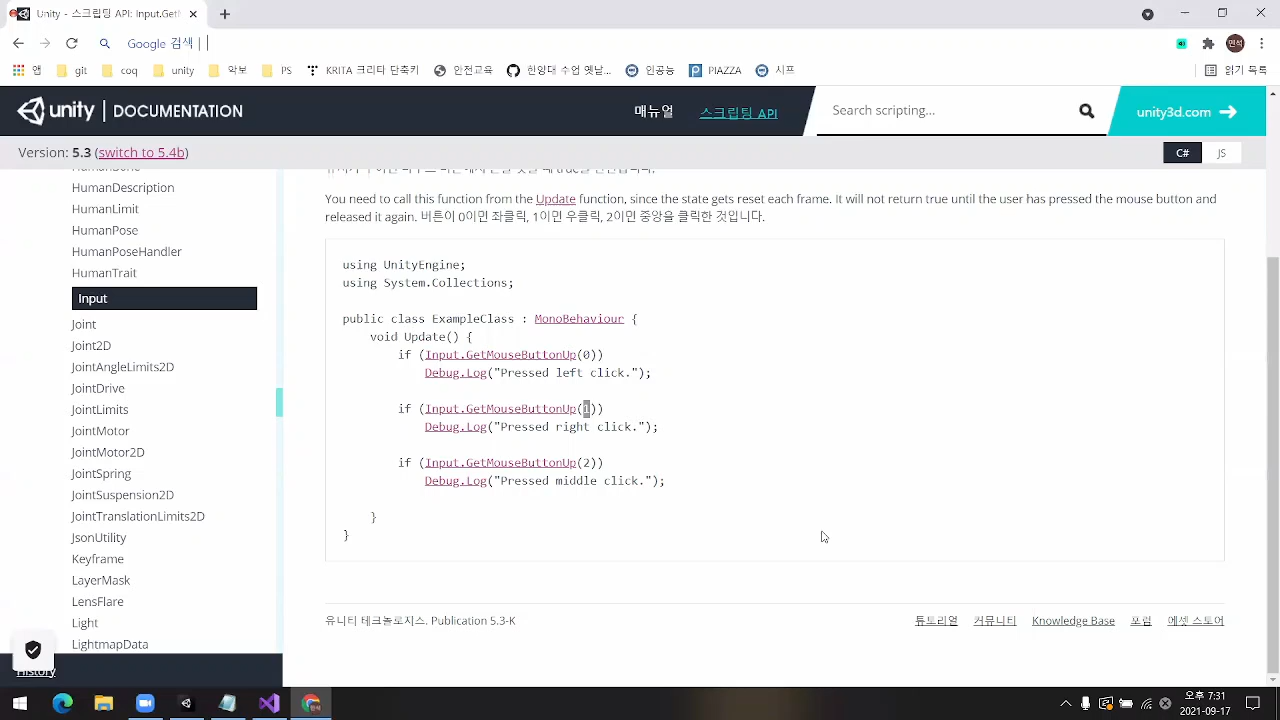 Unity - 스크립팅 API: Input.Get
Google 검색
앱 git coq unity 악보 PS KRITA 크리타 단축키 안전교육 한양대 수업 옛날... 인공능 PIAZZA 시프 읽기 목록
unity DOCUMENTATION 매뉴얼 스크립팅 API Search scripting... unity3d.com
Version: 5.3 (switch to 5.4b) C# JS
HumanDescription
HumanLimit
HumanPose
HumanPoseHandler
HumanTrait
Input
Joint
Joint2D
JointAngleLimits2D
JointDrive
JointLimits
JointMotor
JointMotor2D
JointSpring
JointSuspension2D
JointTranslationLimits2D
JsonUtility
Keyframe
LayerMask
LensFlare
Light
LightmapData
History
You need to call this function from the Update function, since the state gets reset each frame. It will not return true until the user has pressed the mouse button and
released it again. 버튼이 0이면 좌클릭, 1이면 우클릭, 2이면 중앙을 클릭한 것입니다.
using UnityEngine;
using System.Collections;
public class ExampleClass : MonoBehaviour {
void Update() {
if (Input.GetMouseButtonUp(0))
Debug.Log("Pressed left click.");
if (Input.GetMouseButtonUp(1))
Debug.Log("Pressed right click.");
if (Input.GetMouseButtonUp(2))
Debug.Log("Pressed middle click.");
}
}
유니티 테크놀로지스. Publication 5.3-K 튜토리얼 커뮤니티 Knowledge Base 포럼 에셋 스토어
오후 7:31
2021-09-17